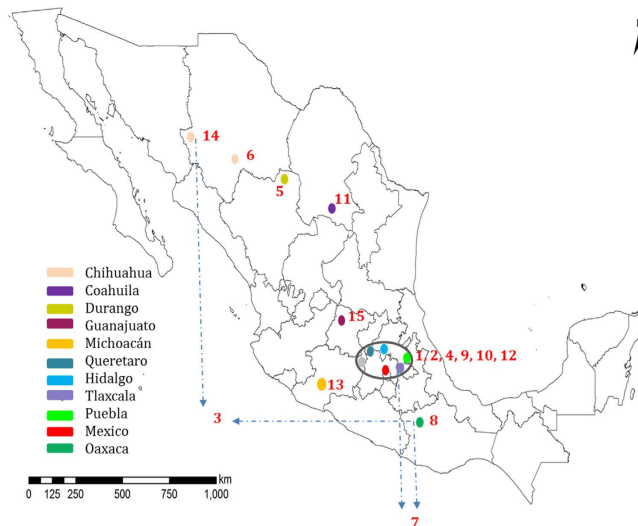 14
6
5
11
15
1, 2, 4, 9, 10, 12
13
3
8
7
Chihuahua
Coahuila
Durango
Guanajuato
Michoacán
Queretaro
Hidalgo
Tlaxcala
Puebla
Mexico
Oaxaca
km
0 125 250 500 750 1,000